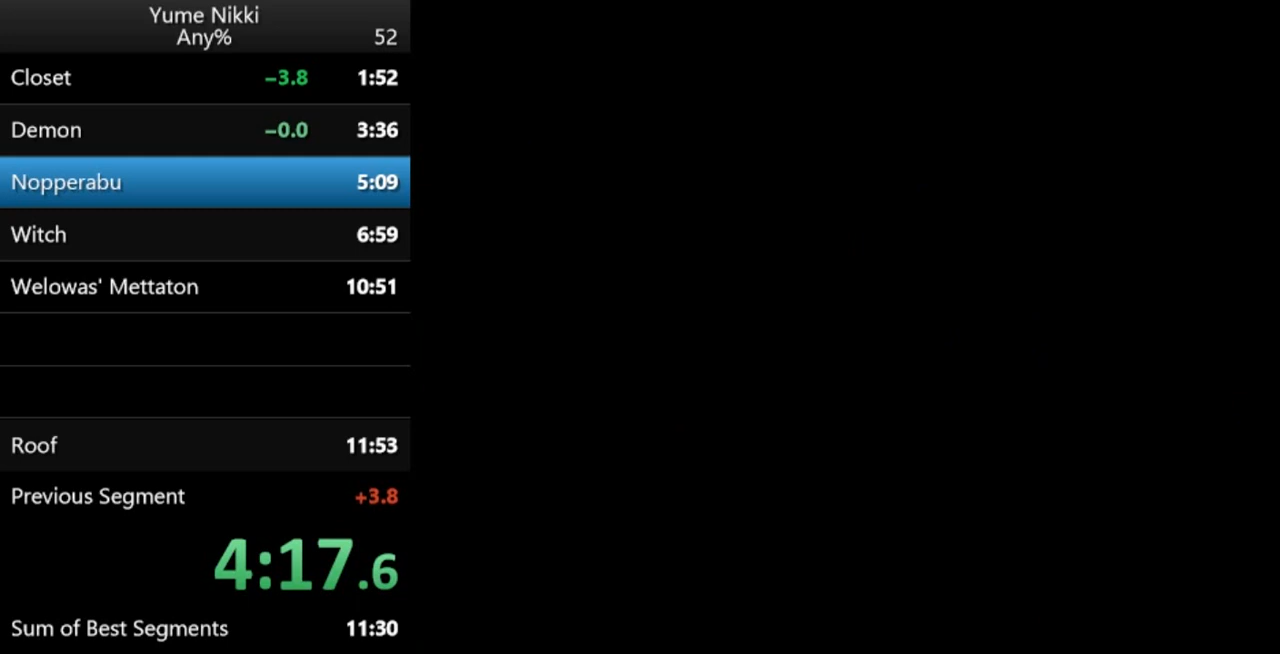 Yume Nikki
Any% 52
Closet −3.8 1:52
Demon −0.0 3:36
Nopperabu 5:09
Witch 6:59
Welowas' Mettaton 10:51
Roof 11:53
Previous Segment +3.8
4:17.6
Sum of Best Segments 11:30